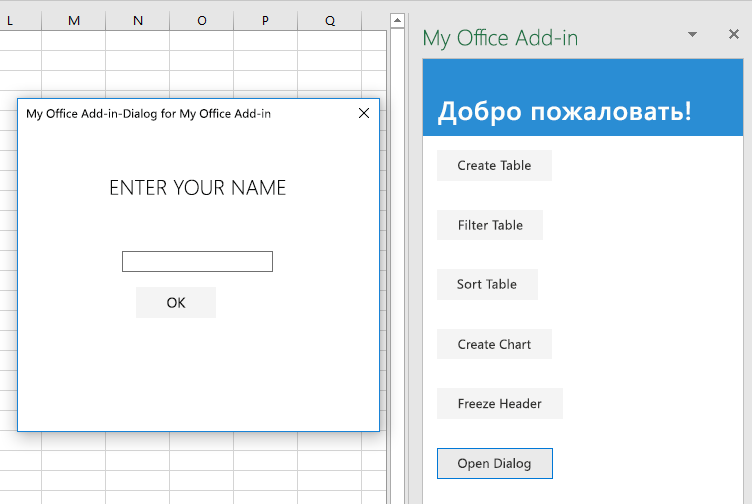 L M N O P Q
My Office Add-in-Dialog for My Office Add-in
ENTER YOUR NAME
OK
My Office Add-in
Добро пожаловать!
Create Table
Filter Table
Sort Table
Create Chart
Freeze Header
Open Dialog